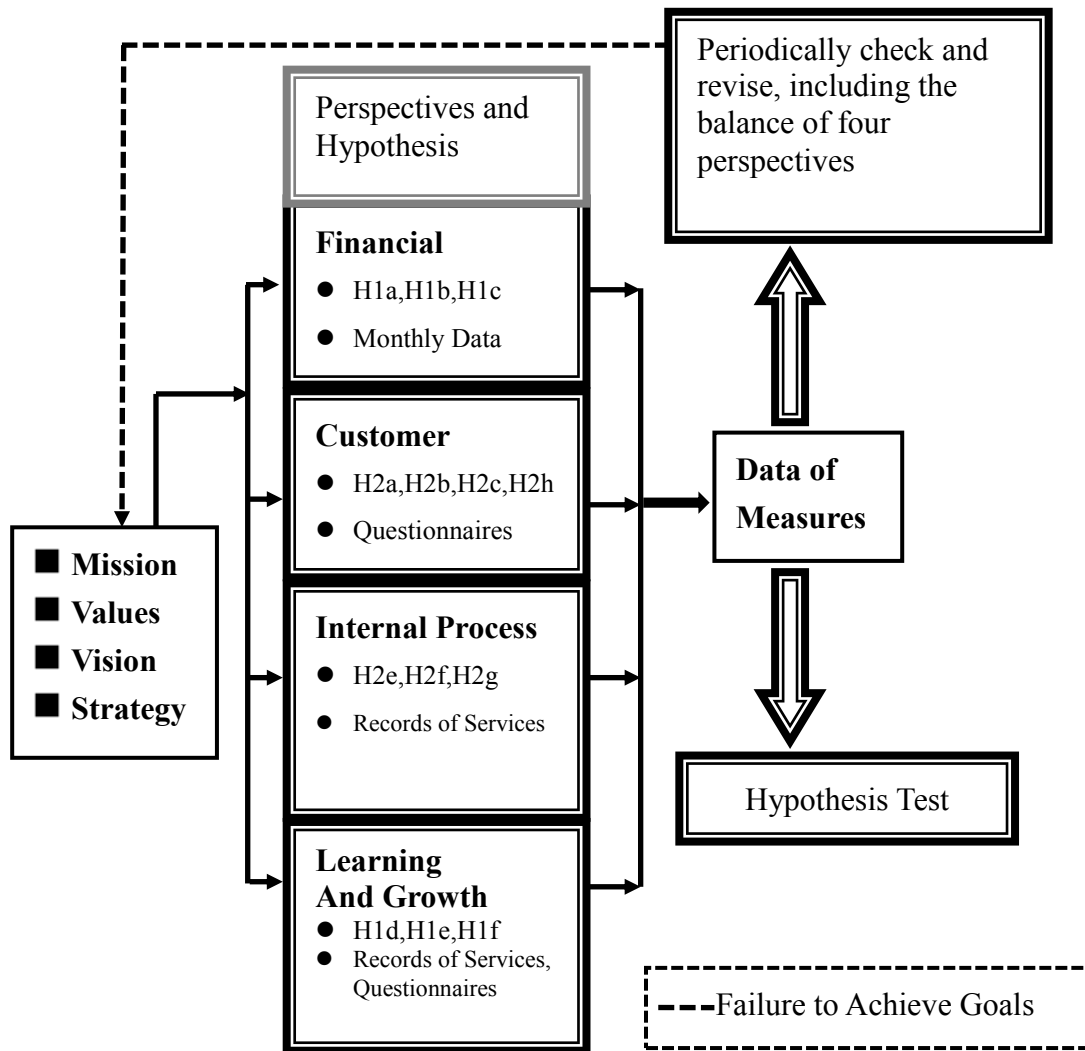 Periodically check and
revise, including the
balance of four
perspectives
Perspectives and
Hypothesis
Financial
● H1a,H1b,H1c
● Monthly Data
Customer
● H2a,H2b,H2c,H2h
● Questionnaires
Internal Process
● H2e,H2f,H2g
● Records of Services
Learning
And Growth
● H1d,H1e,H1f
● Records of Services,
Questionnaires
■ Mission
■ Values
■ Vision
■ Strategy
Data of
Measures
Hypothesis Test
Failure to Achieve Goals